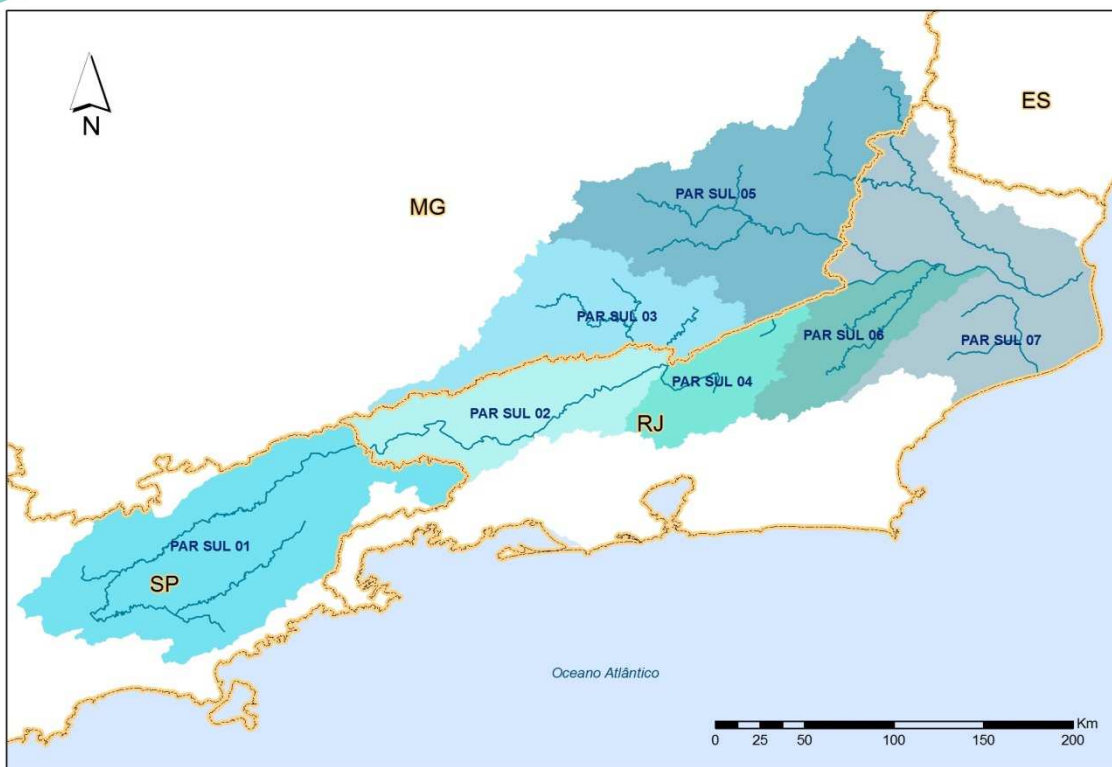 N
ES
MG
PAR SUL 05
PAR SUL 03
PAR SUL 06
PAR SUL 07
PAR SUL 04
PAR SUL 02
RJ
PAR SUL 01
SP
Oceano Atlântico
Km
0 25 50 100 150 200